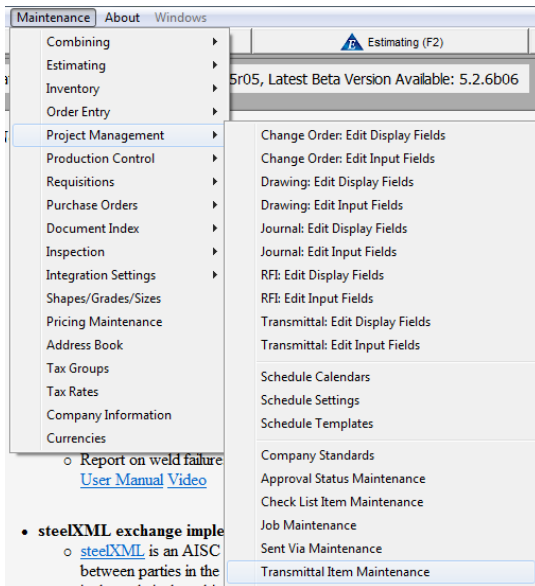 Maintenance About Windows
Combining
Estimating
Inventory
Order Entry
Project Management
Production Control
Requisitions
Purchase Orders
Document Index
Inspection
Integration Settings
Shapes/Grades/Sizes
Pricing Maintenance
Address Book
Tax Groups
Tax Rates
Company Information
Currencies
Estimating (F2)
5r05, Latest Beta Version Available: 5.2.6b06
Change Order: Edit Display Fields
Change Order: Edit Input Fields
Drawing: Edit Display Fields
Drawing: Edit Input Fields
Journal: Edit Display Fields
Journal: Edit Input Fields
RFI: Edit Display Fields
RFI: Edit Input Fields
Transmittal: Edit Display Fields
Transmittal: Edit Input Fields
Schedule Calendars
Schedule Settings
Schedule Templates
Company Standards
Approval Status Maintenance
Check List Item Maintenance
Job Maintenance
Sent Via Maintenance
Transmittal Item Maintenance
Report on weld failure
User Manual Video
steelXML exchange imple
steelXML is an AISC
between parties in the